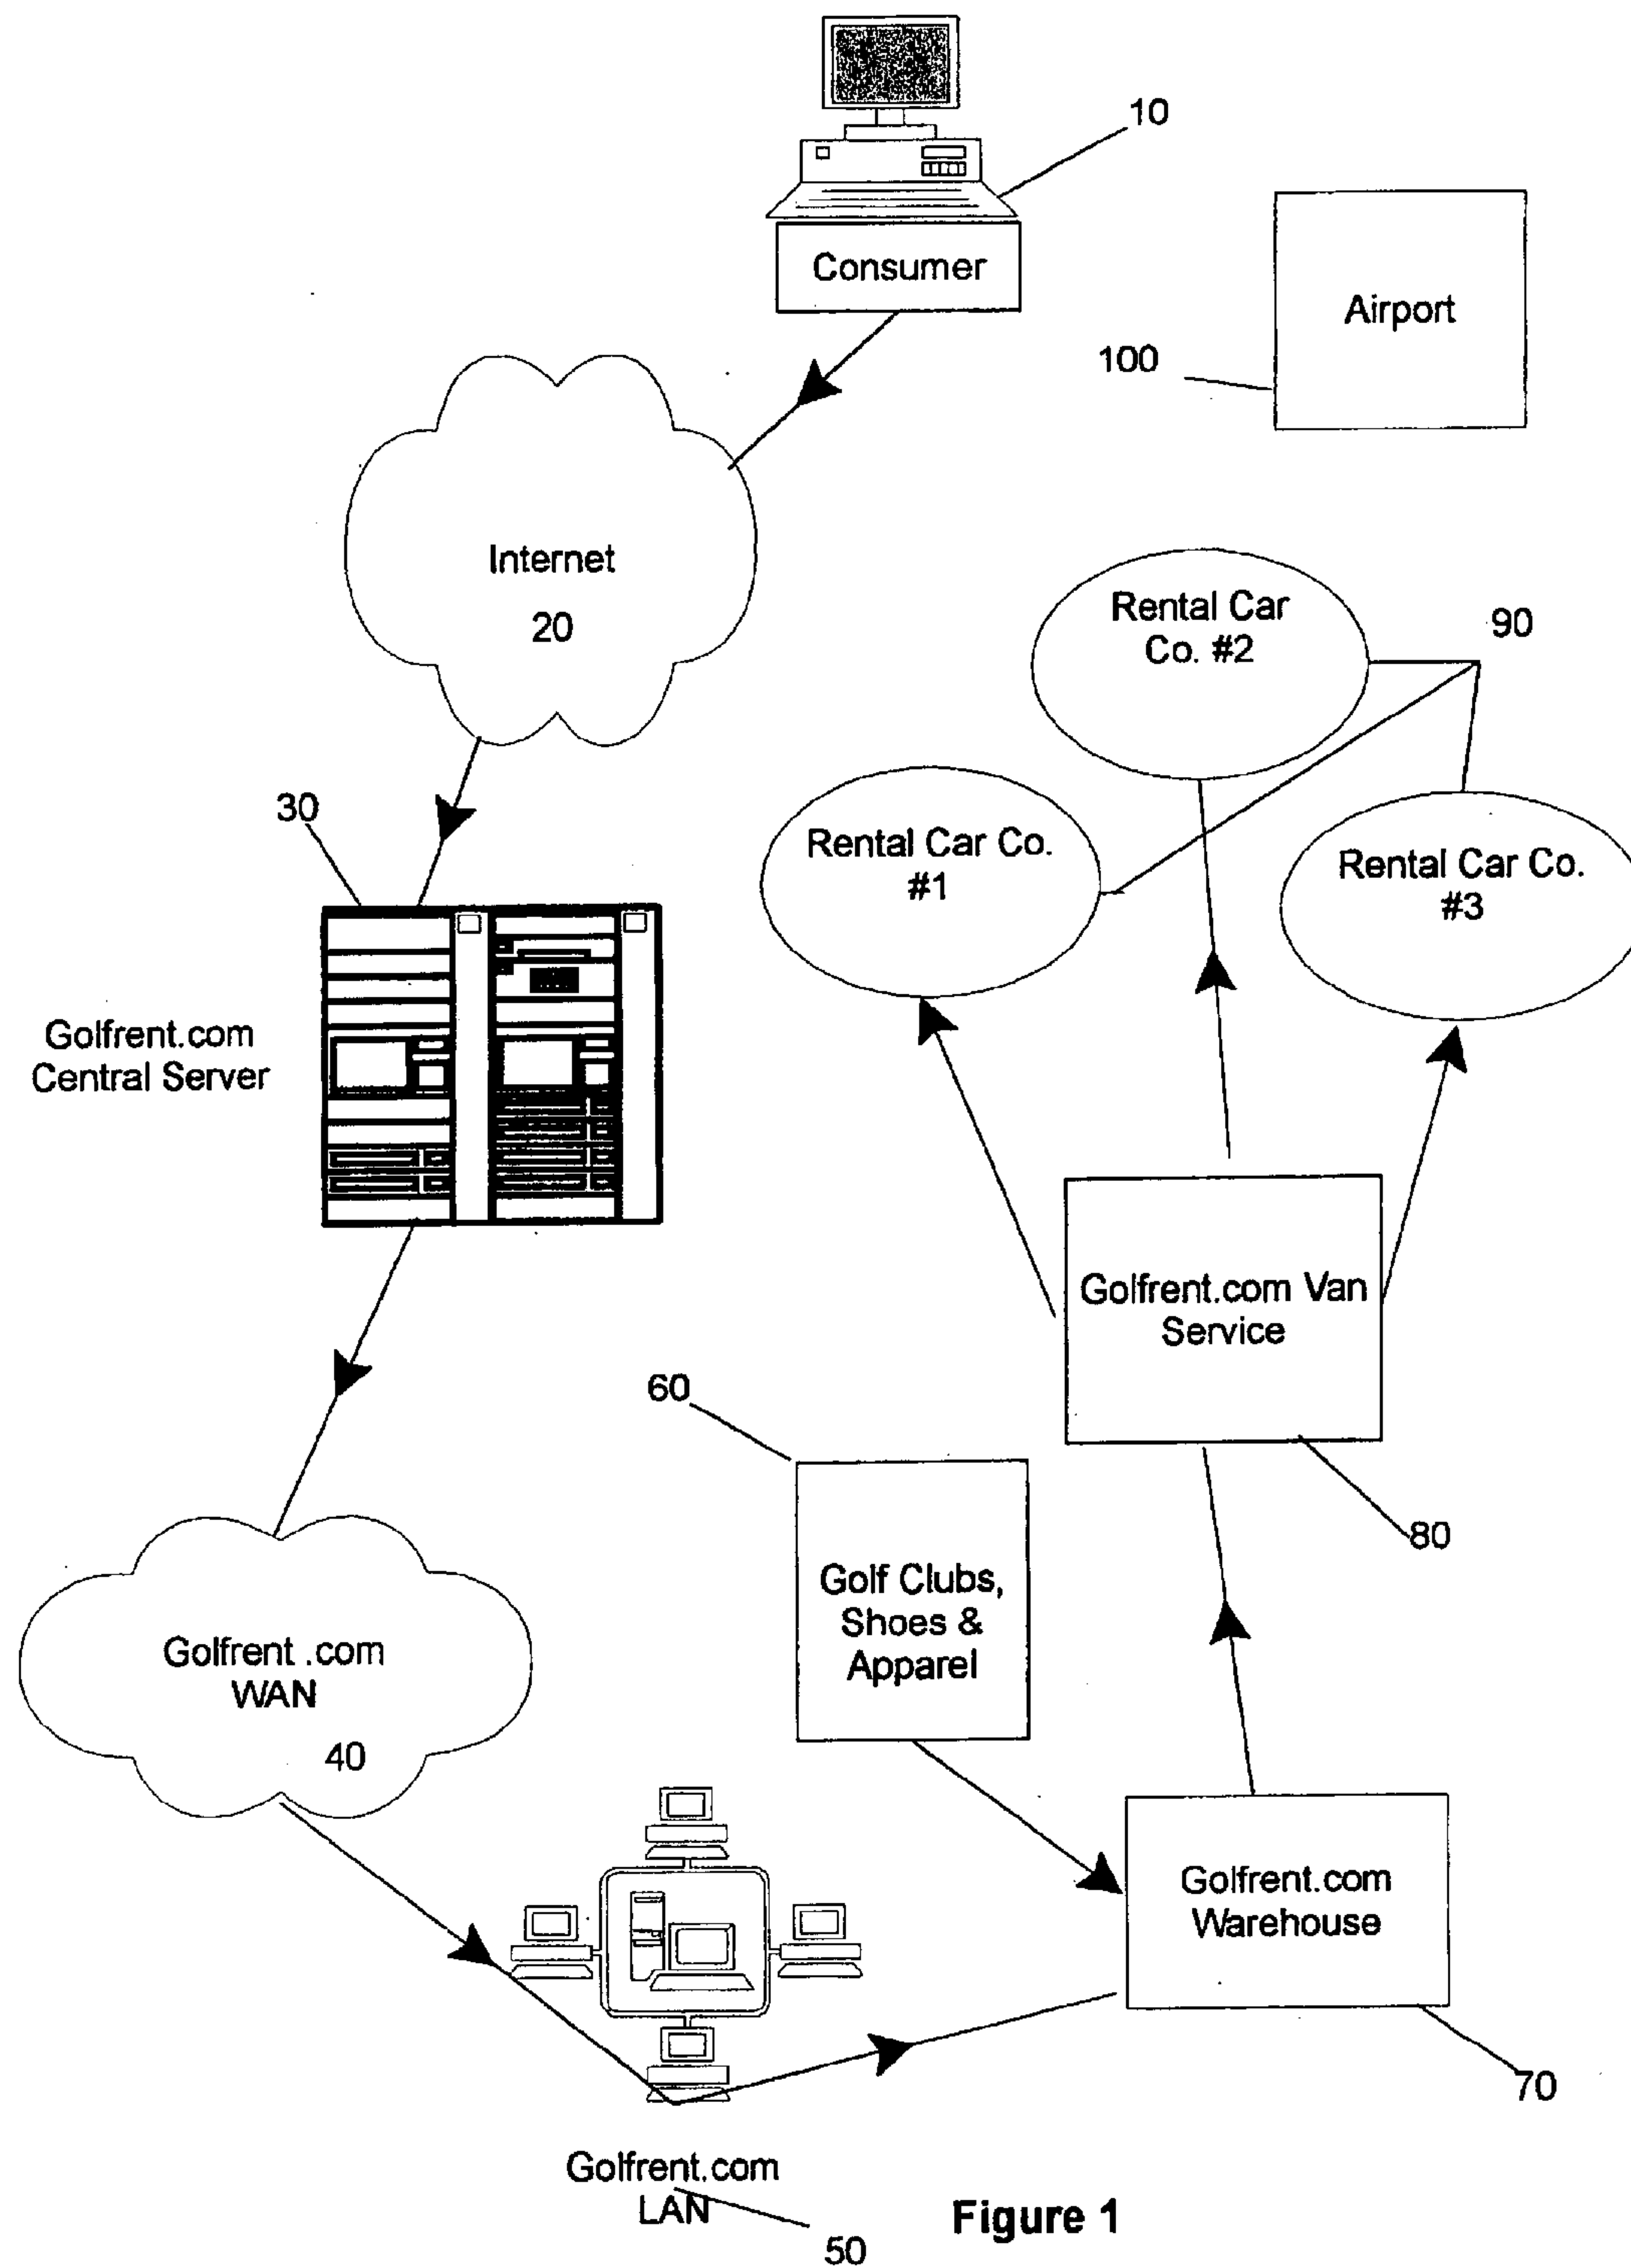 10
Consumer
Airport
100
Internet
20
Rental Car
Co. #2
90
30
Rental Car Co.
#1
Rental Car Co.
#3
Golfrent.com
Central Server
Golfrent.com Van
Service
60
80
Golf Clubs,
Shoes &
Apparel
Golfrent .com
WAN
40
Golfrent.com
Warehouse
70
Golfrent.com
LAN
50
Figure 1